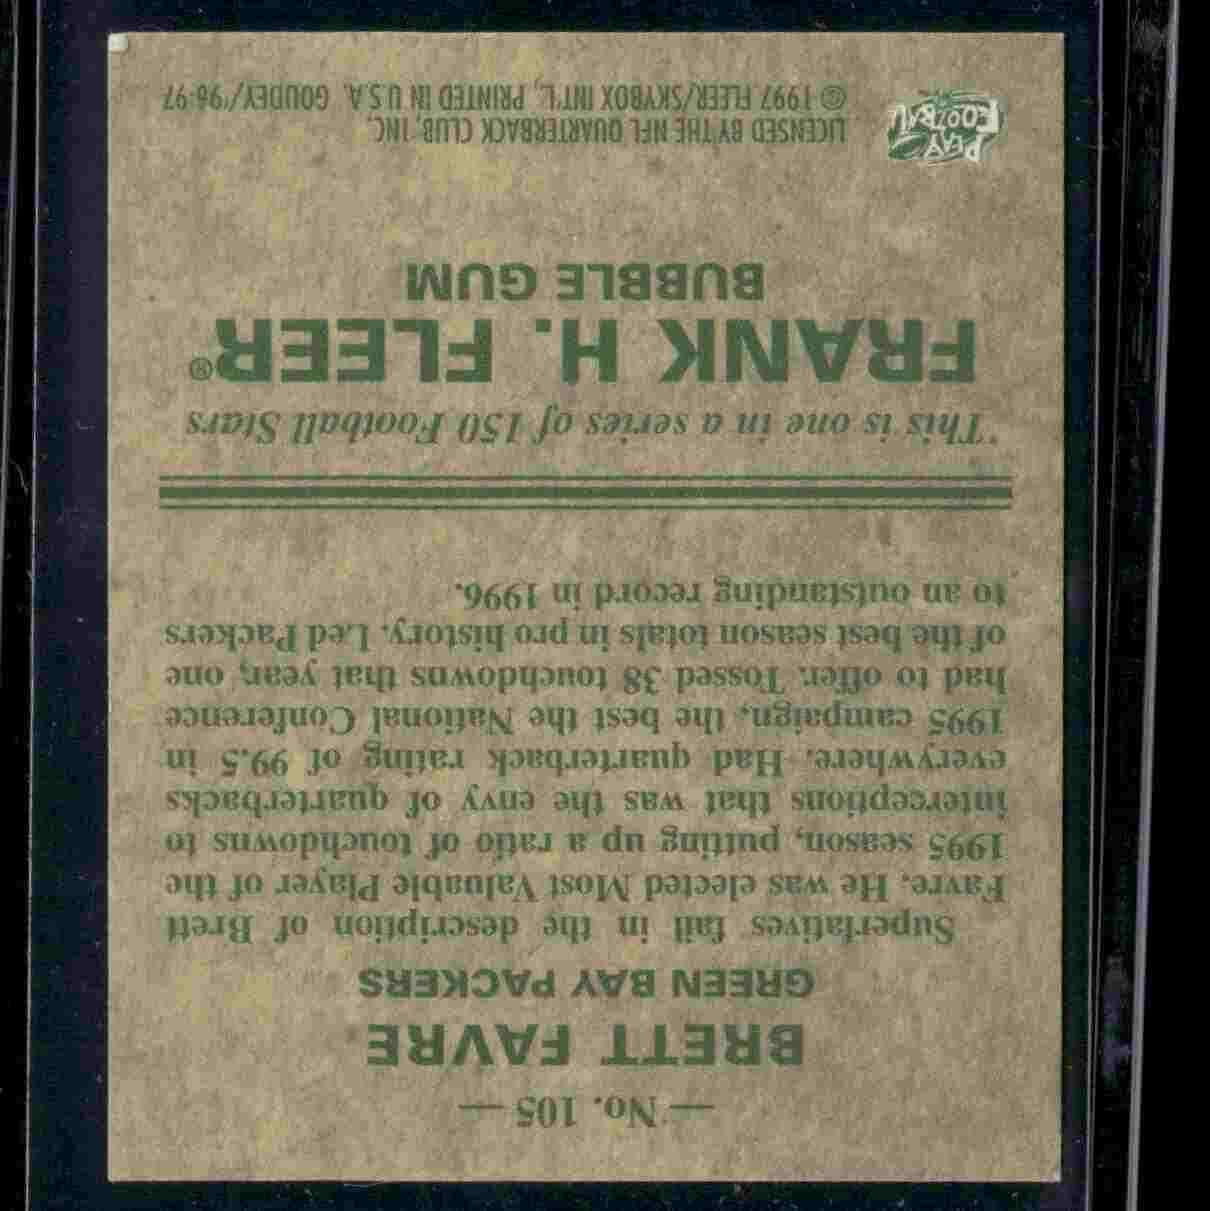 — No. 105 —
BRETT FAVRE
GREEN BAY PACKERS
Superlatives fail in the description of Brett
Favre. He was elected Most Valuable Player of the
1995 season, putting up a ratio of touchdowns to
interceptions that was the envy of quarterbacks
everywhere. Had quarterback rating of 99.5 in
1995 campaign, the best the National Conference
had to offer. Tossed 38 touchdowns that year, one
of the best season totals in pro history. Led Packers
to an outstanding record in 1996.
This is one in a series of 150 Football Stars
FRANK H. FLEER®
BUBBLE GUM
PLAY
FOOTBALL
LICENSED BY THE NFL QUARTERBACK CLUB, INC.
© 1997 FLEER/SKYBOX INT'L., PRINTED IN U.S.A. GOUDEY/'96-97